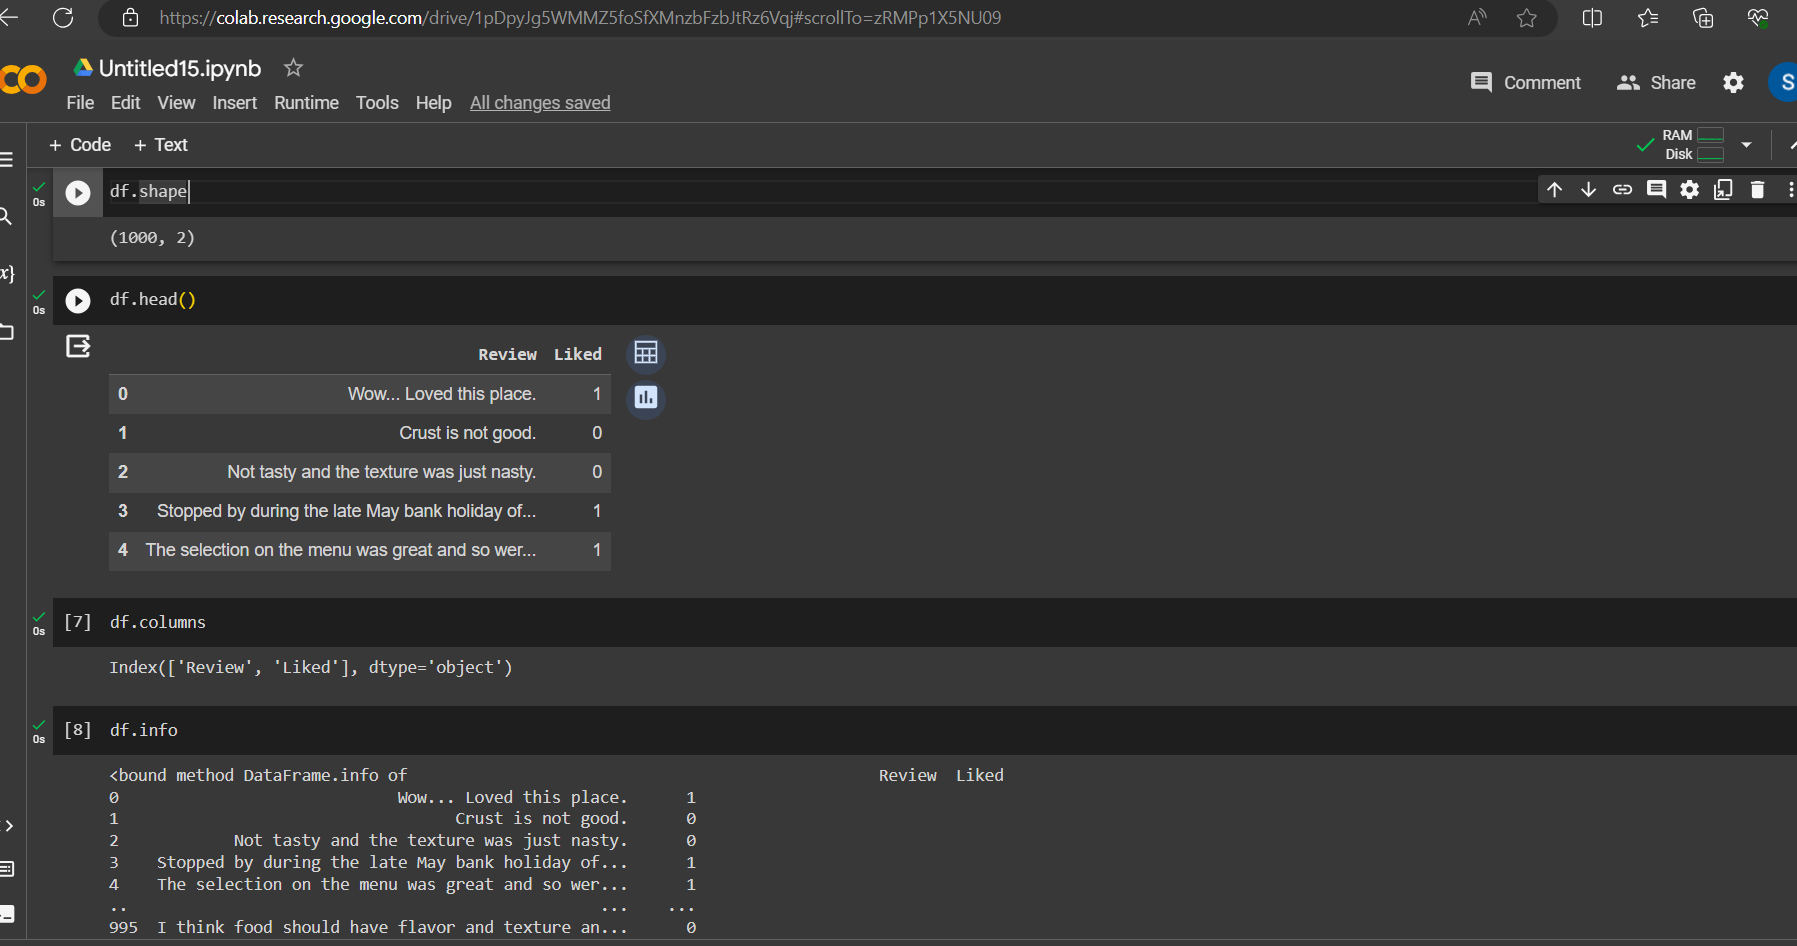 https://colab.research.google.com/drive/1pDpyJg5WMMZ5foSfXMnzbFzbJtRz6Vqj#scrollTo=zRMPp1X5NU09
Untitled15.ipynb
Comment Share S
File Edit View Insert Runtime Tools Help All changes saved
+ Code + Text
RAM
Disk
0s df.shape
(1000, 2)
0s df.head()
Review Liked
0 Wow... Loved this place. 1
1 Crust is not good. 0
2 Not tasty and the texture was just nasty. 0
3 Stopped by during the late May bank holiday of... 1
4 The selection on the menu was great and so wer... 1
0s [7] df.columns
Index(['Review', 'Liked'], dtype='object')
0s [8] df.info
<bound method DataFrame.info of Review Liked
0 Wow... Loved this place. 1
1 Crust is not good. 0
2 Not tasty and the texture was just nasty. 0
3 Stopped by during the late May bank holiday of... 1
4 The selection on the menu was great and so wer... 1
.. ... ...
995 I think food should have flavor and texture an... 0